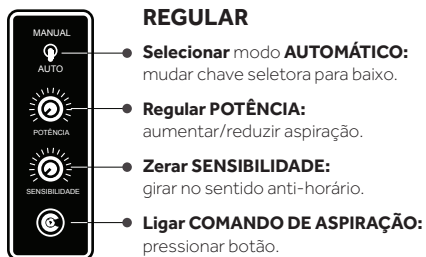 REGULAR
MANUAL
AUTO
Selecionar modo AUTOMÁTICO:
mudar chave seletora para baixo.
POTÊNCIA
Regular POTÊNCIA:
aumentar/reduzir aspiração.
SENSIBILIDADE
Zerar SENSIBILIDADE:
girar no sentido anti-horário.
Ligar COMANDO DE ASPIRAÇÃO:
pressionar botão.